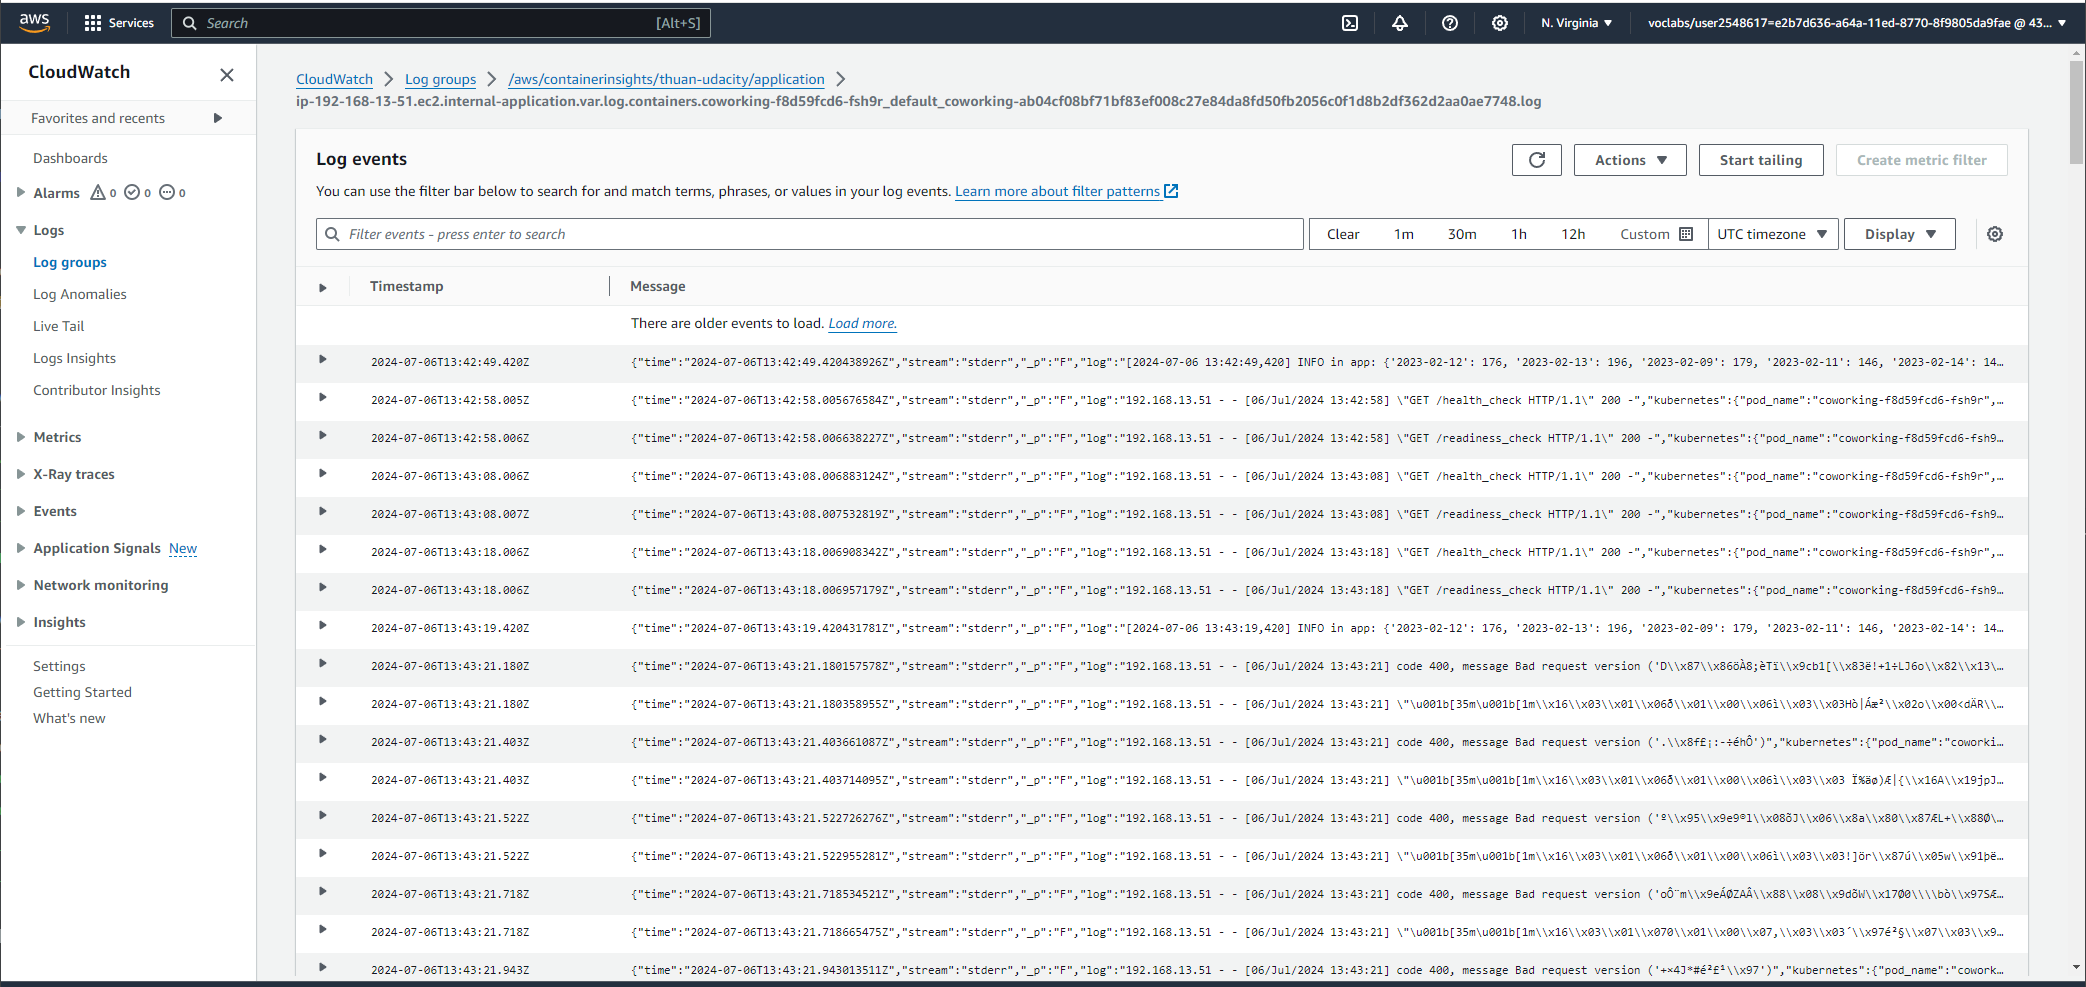 aws Services Search [Alt+S] N. Virginia voclabs/user2548617=e2b7d636-a64a-11ed-8770-8f9805da9fae @ 43...
CloudWatch
Favorites and recents
Dashboards
Alarms 0 0 0
Logs
Log groups
Log Anomalies
Live Tail
Logs Insights
Contributor Insights
Metrics
X-Ray traces
Events
Application Signals New
Network monitoring
Insights
Settings
Getting Started
What's new
CloudWatch > Log groups > /aws/containerinsights/thuan-udacity/application >
ip-192-168-13-51.ec2.internal-application.var.log.containers.coworking-f8d59fcd6-fsh9r_default_coworking-ab04cf08bf71bf83ef008c27e84da8fd50fb2056c0f1d8b2df362d2aa0ae7748.log
Log events
Actions Start tailing Create metric filter
You can use the filter bar below to search for and match terms, phrases, or values in your log events. Learn more about filter patterns
Filter events - press enter to search Clear 1m 30m 1h 12h Custom UTC timezone Display
Timestamp Message
There are older events to load. Load more.
2024-07-06T13:42:49.420Z {"time":"2024-07-06T13:42:49.420438926Z","stream":"stderr","_p":"F","log":"[2024-07-06 13:42:49,420] INFO in app: {'2023-02-12': 176, '2023-02-13': 196, '2023-02-09': 179, '2023-02-11': 146, '2023-02-14': 14...
2024-07-06T13:42:58.005Z {"time":"2024-07-06T13:42:58.005676584Z","stream":"stderr","_p":"F","log":"192.168.13.51 - - [06/Jul/2024 13:42:58] \"GET /health_check HTTP/1.1\" 200 -","kubernetes":{"pod_name":"coworking-f8d59fcd6-fsh9r",...
2024-07-06T13:42:58.006Z {"time":"2024-07-06T13:42:58.006638227Z","stream":"stderr","_p":"F","log":"192.168.13.51 - - [06/Jul/2024 13:42:58] \"GET /readiness_check HTTP/1.1\" 200 -","kubernetes":{"pod_name":"coworking-f8d59fcd6-fsh9...
2024-07-06T13:43:08.006Z {"time":"2024-07-06T13:43:08.006883124Z","stream":"stderr","_p":"F","log":"192.168.13.51 - - [06/Jul/2024 13:43:08] \"GET /health_check HTTP/1.1\" 200 -","kubernetes":{"pod_name":"coworking-f8d59fcd6-fsh9r",...
2024-07-06T13:43:08.007Z {"time":"2024-07-06T13:43:08.007532819Z","stream":"stderr","_p":"F","log":"192.168.13.51 - - [06/Jul/2024 13:43:08] \"GET /readiness_check HTTP/1.1\" 200 -","kubernetes":{"pod_name":"coworking-f8d59fcd6-fsh9...
2024-07-06T13:43:18.006Z {"time":"2024-07-06T13:43:18.006908342Z","stream":"stderr","_p":"F","log":"192.168.13.51 - - [06/Jul/2024 13:43:18] \"GET /health_check HTTP/1.1\" 200 -","kubernetes":{"pod_name":"coworking-f8d59fcd6-fsh9r",...
2024-07-06T13:43:18.006Z {"time":"2024-07-06T13:43:18.006957179Z","stream":"stderr","_p":"F","log":"192.168.13.51 - - [06/Jul/2024 13:43:18] \"GET /readiness_check HTTP/1.1\" 200 -","kubernetes":{"pod_name":"coworking-f8d59fcd6-fsh9...
2024-07-06T13:43:19.420Z {"time":"2024-07-06T13:43:19.420431781Z","stream":"stderr","_p":"F","log":"[2024-07-06 13:43:19,420] INFO in app: {'2023-02-12': 176, '2023-02-13': 196, '2023-02-09': 179, '2023-02-11': 146, '2023-02-14': 14...
2024-07-06T13:43:21.180Z {"time":"2024-07-06T13:43:21.180157578Z","stream":"stderr","_p":"F","log":"192.168.13.51 - - [06/Jul/2024 13:43:21] code 400, message Bad request version ('D\\x87\\x86öÀ8;èTï\\x9cb1[\\x83ë!+1÷LJ6o\\x82\\x13\...
2024-07-06T13:43:21.180Z {"time":"2024-07-06T13:43:21.180358955Z","stream":"stderr","_p":"F","log":"192.168.13.51 - - [06/Jul/2024 13:43:21] \"\u001b[35m\u001b[1m\\x16\\x03\\x01\\x06ð\\x01\\x00\\x06ì\\x03\\x03Hò|Áæ²\\x02o\\x00<dÄR\\...
2024-07-06T13:43:21.403Z {"time":"2024-07-06T13:43:21.403661087Z","stream":"stderr","_p":"F","log":"192.168.13.51 - - [06/Jul/2024 13:43:21] code 400, message Bad request version ('.\\x8f£¡:-÷éhÔ')","kubernetes":{"pod_name":"coworki...
2024-07-06T13:43:21.403Z {"time":"2024-07-06T13:43:21.403714095Z","stream":"stderr","_p":"F","log":"192.168.13.51 - - [06/Jul/2024 13:43:21] \"\u001b[35m\u001b[1m\\x16\\x03\\x01\\x06ð\\x01\\x00\\x06ì\\x03\\x03 Ï%äø)Æ|{\\x16A\\x19jpJ...
2024-07-06T13:43:21.522Z {"time":"2024-07-06T13:43:21.522726276Z","stream":"stderr","_p":"F","log":"192.168.13.51 - - [06/Jul/2024 13:43:21] code 400, message Bad request version ('º\\x95\\x9e9®l\\x08õJ\\x06\\x8a\\x80\\x87ÆL+\\x88Ø\...
2024-07-06T13:43:21.522Z {"time":"2024-07-06T13:43:21.522955281Z","stream":"stderr","_p":"F","log":"192.168.13.51 - - [06/Jul/2024 13:43:21] \"\u001b[35m\u001b[1m\\x16\\x03\\x01\\x06ð\\x01\\x00\\x06ì\\x03\\x03!]ör\\x87ú\\x05w\\x91þë...
2024-07-06T13:43:21.718Z {"time":"2024-07-06T13:43:21.718534521Z","stream":"stderr","_p":"F","log":"192.168.13.51 - - [06/Jul/2024 13:43:21] code 400, message Bad request version ('oÔ¨m\\x9eÁØZAÂ\\x88\\x08\\x9dõW\\x17Ø0\\\\bò\\x97SÆ...
2024-07-06T13:43:21.718Z {"time":"2024-07-06T13:43:21.718665475Z","stream":"stderr","_p":"F","log":"192.168.13.51 - - [06/Jul/2024 13:43:21] \"\u001b[35m\u001b[1m\\x16\\x03\\x01\\x070\\x01\\x00\\x07,\\x03\\x03´\\x97é²§\\x07\\x03\\x9...
2024-07-06T13:43:21.943Z {"time":"2024-07-06T13:43:21.943013511Z","stream":"stderr","_p":"F","log":"192.168.13.51 - - [06/Jul/2024 13:43:21] code 400, message Bad request version ('+×4J*#é²£¹\\x97')","kubernetes":{"pod_name":"cowork...